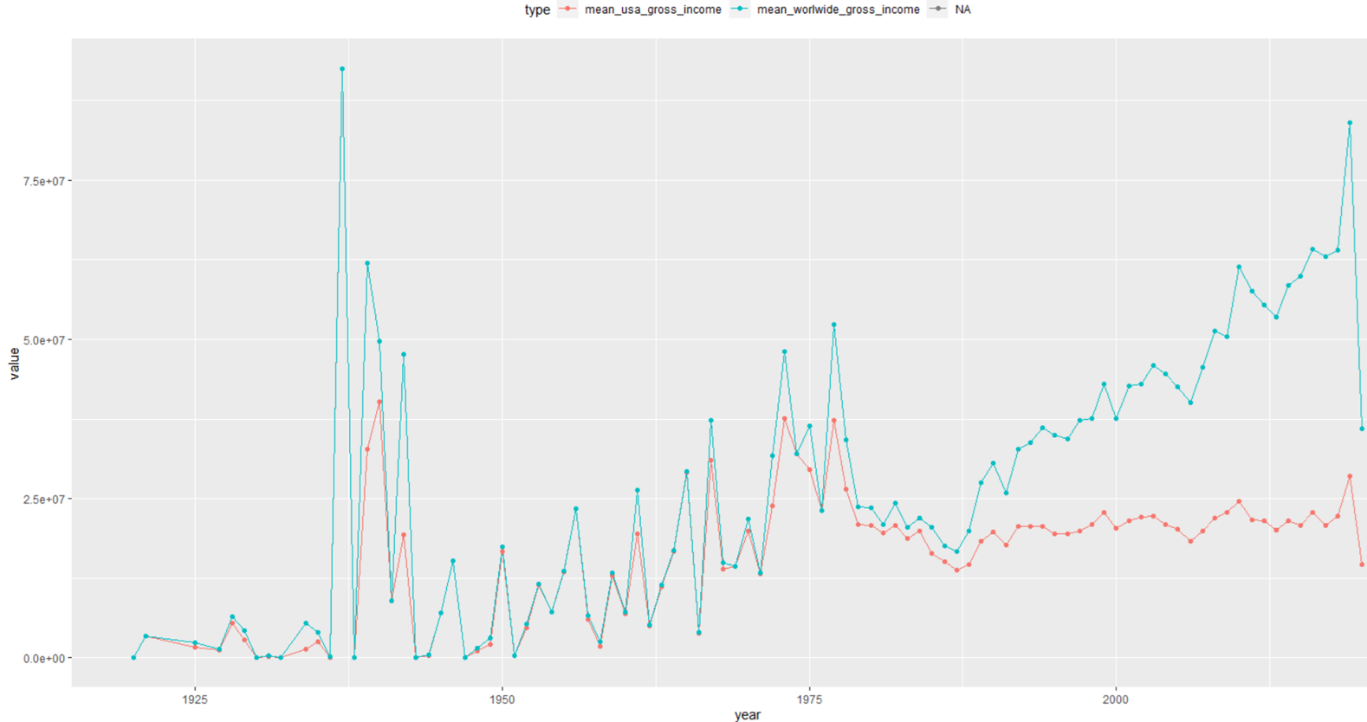 type mean_usa_gross_income mean_worlwide_gross_income NA
7.5e+07
5.0e+07
2.5e+07
0.0e+00
value
1925 1950 1975 2000
year